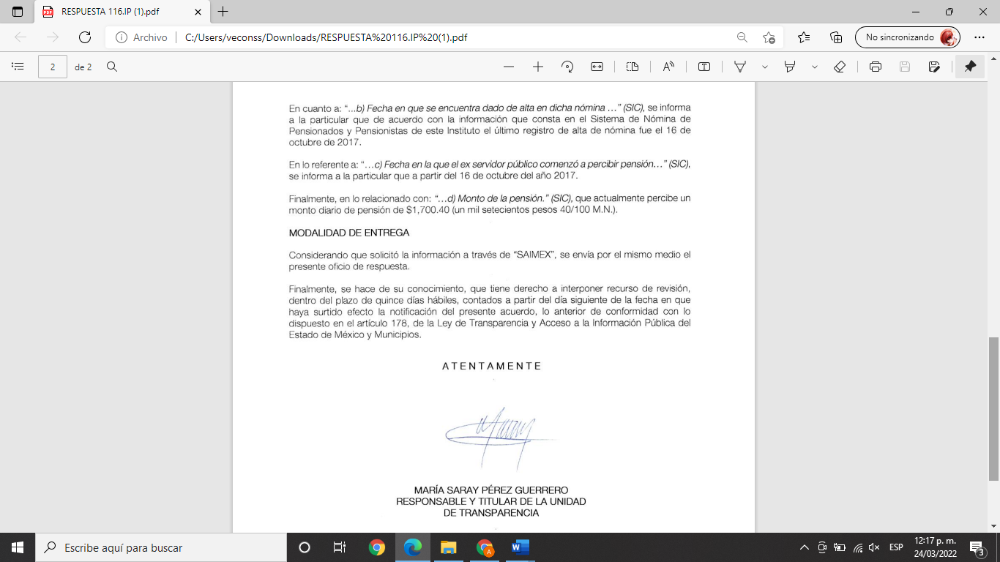 RESPUESTA 116.IP (1).pdf
Archivo
C:/Users/veconss/Downloads/RESPUESTA%20116.IP%20(1).pdf
No sincronizando
2
de 2
En cuanto a: “...b) Fecha en que se encuentra dado de alta en dicha nómina ...” (SIC), se informa
a la particular que de acuerdo con la información que consta en el Sistema de Nómina de
Pensionados y Pensionistas de este Instituto el último registro de alta de nómina fue el 16 de
octubre de 2017.
En lo referente a: “...c) Fecha en la que el ex servidor público comenzó a percibir pensión...” (SIC),
se informa a la particular que a partir del 16 de octubre del año 2017.
Finalmente, en lo relacionado con: “...d) Monto de la pensión.” (SIC), que actualmente percibe un
monto diario de pensión de $1,700.40 (un mil setecientos pesos 40/100 M.N.).
MODALIDAD DE ENTREGA
Considerando que solicitó la información a través de “SAIMEX”, se envía por el mismo medio el
presente oficio de respuesta.
Finalmente, se hace de su conocimiento, que tiene derecho a interponer recurso de revisión,
dentro del plazo de quince días hábiles, contados a partir del día siguiente de la fecha en que
haya surtido efecto la notificación del presente acuerdo, lo anterior de conformidad con lo
dispuesto en el artículo 178, de la Ley de Transparencia y Acceso a la Información Pública del
Estado de México y Municipios.
A T E N T A M E N T E
MARÍA SARAY PÉREZ GUERRERO
RESPONSABLE Y TITULAR DE LA UNIDAD
DE TRANSPARENCIA
Escribe aquí para buscar
ESP
12:17 p. m.
24/03/2022
3